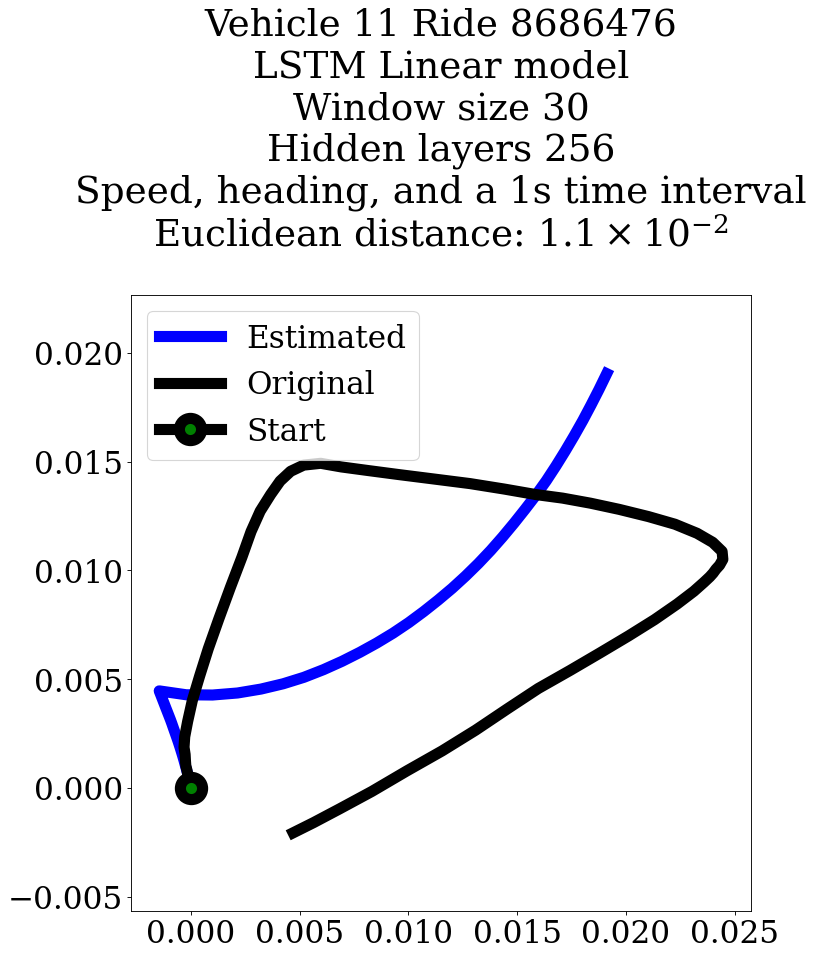 Vehicle 11 Ride 8686476
LSTM Linear model
Window size 30
Hidden layers 256
Speed, heading, and a 1s time interval
Euclidean distance: 1.1 × 10⁻²
Estimated
Original
Start
0.020
0.015
0.010
0.005
0.000
−0.005
0.000 0.005 0.010 0.015 0.020 0.025